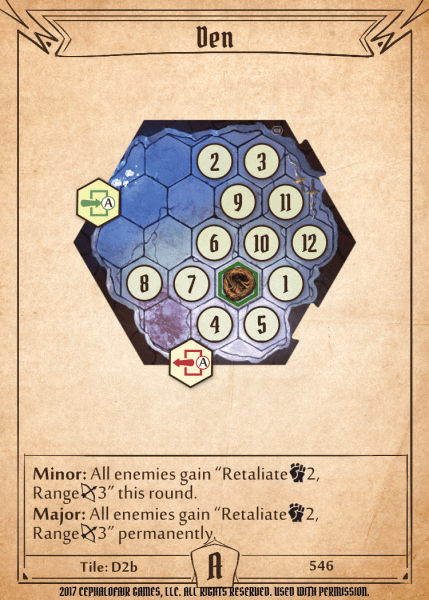 Den
2 3
A
9 11
6 10 12
8 7 1
4 5
A
Minor: All enemies gain “Retaliate 2,
Range 3” this round.
Major: All enemies gain “Retaliate 2,
Range 3” permanently.
Tile: D2b A 546
2017 CEPHALOFAIR GAMES, LLC. ALL RIGHTS RESERVED. USED WITH PERMISSION.